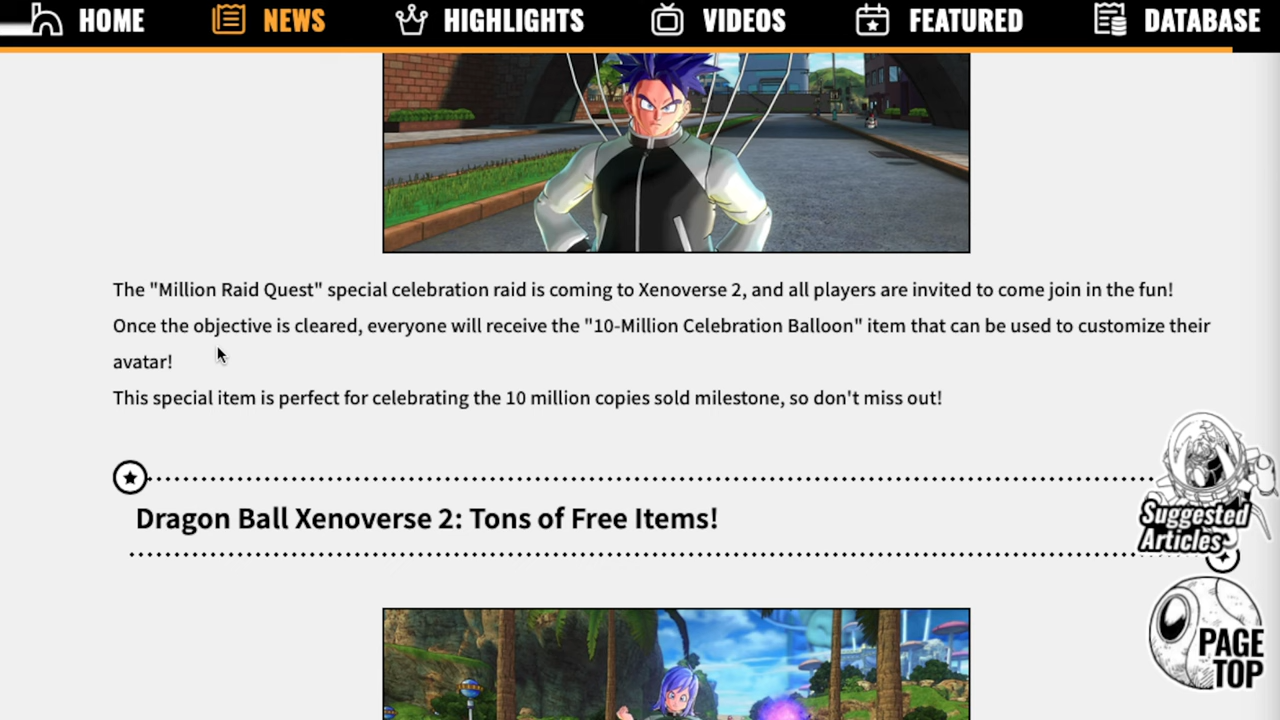 HOME NEWS HIGHLIGHTS VIDEOS FEATURED DATABASE
The "Million Raid Quest" special celebration raid is coming to Xenoverse 2, and all players are invited to come join in the fun!
Once the objective is cleared, everyone will receive the "10-Million Celebration Balloon" item that can be used to customize their
avatar!
This special item is perfect for celebrating the 10 million copies sold milestone, so don't miss out!
Dragon Ball Xenoverse 2: Tons of Free Items!
Suggested
Articles
PAGE
TOP